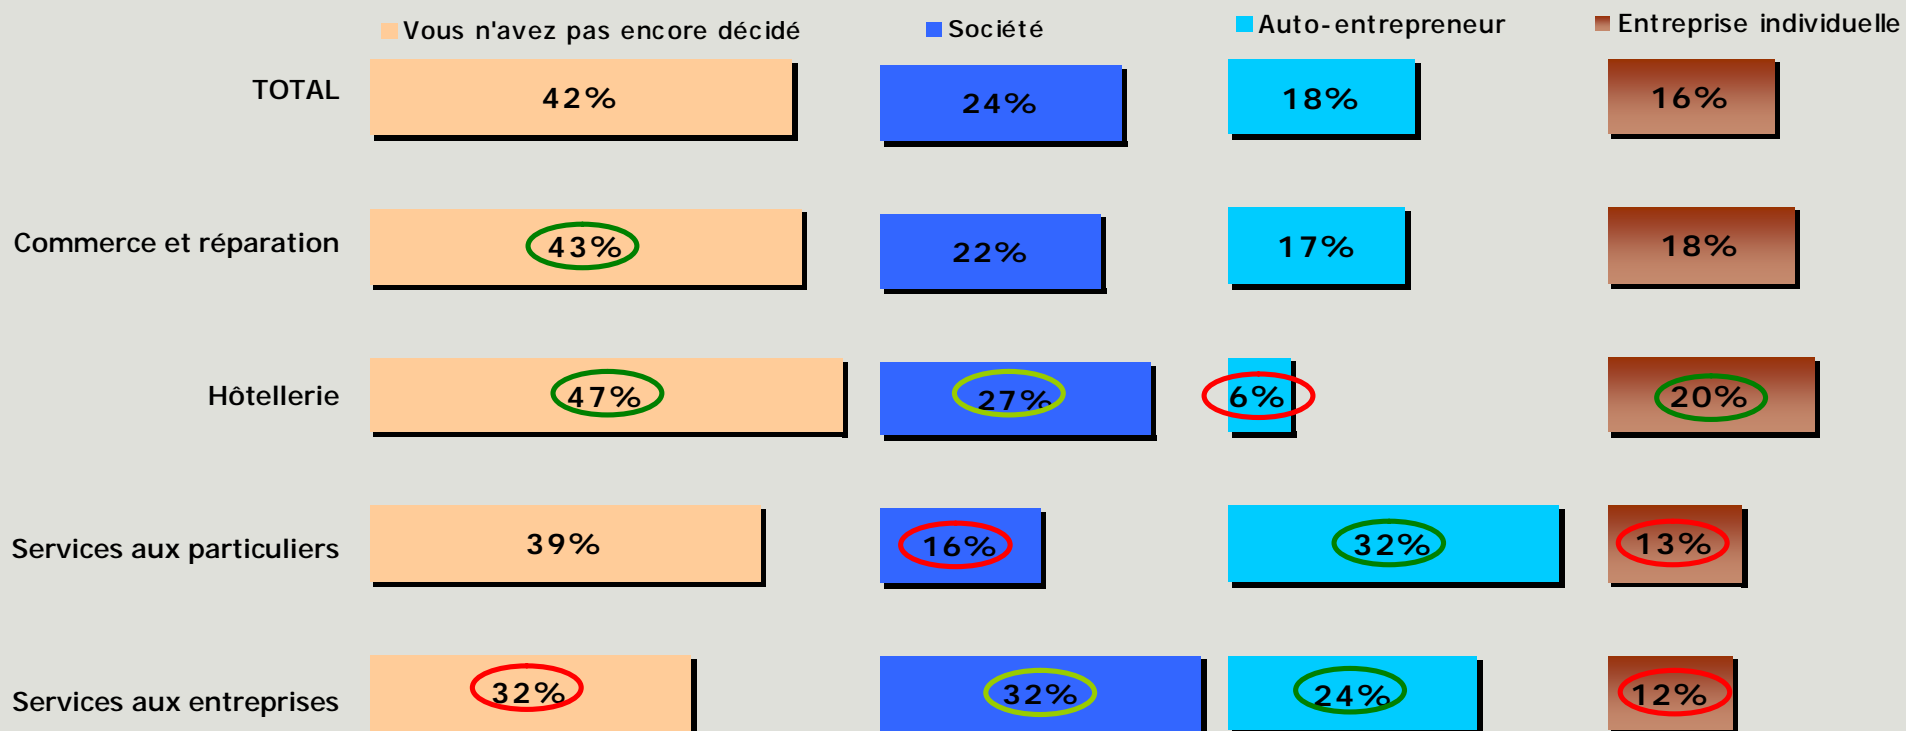 Vous n'avez pas encore décidé Société Auto-entrepreneur Entreprise individuelle
TOTAL 42% 24% 18% 16%
Commerce et réparation 43% 22% 17% 18%
Hôtellerie 47% 27% 6% 20%
Services aux particuliers 39% 16% 32% 13%
Services aux entreprises 32% 32% 24% 12%